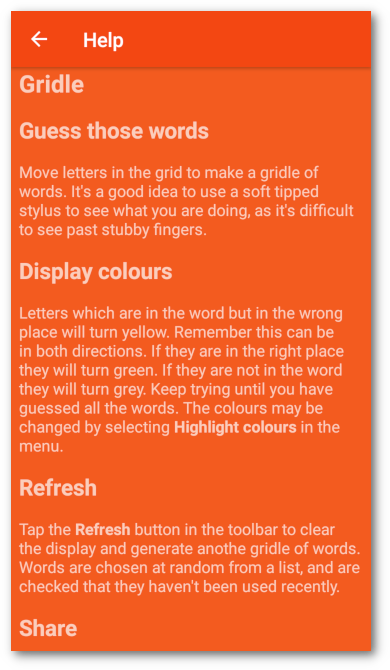 Help
Gridle
Guess those words
Move letters in the grid to make a gridle of
words. It's a good idea to use a soft tipped
stylus to see what you are doing, as it's difficult
to see past stubby fingers.
Display colours
Letters which are in the word but in the wrong
place will turn yellow. Remember this can be
in both directions. If they are in the right place
they will turn green. If they are not in the word
they will turn grey. Keep trying until you have
guessed all the words. The colours may be
changed by selecting Highlight colours in the
menu.
Refresh
Tap the Refresh button in the toolbar to clear
the display and generate anothe gridle of words.
Words are chosen at random from a list, and are
checked that they haven't been used recently.
Share